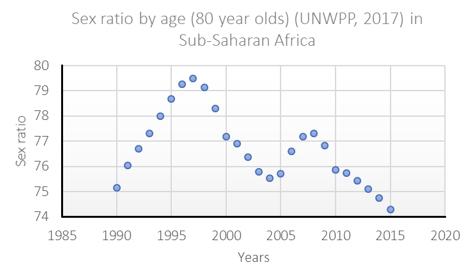 Sex ratio by age (80 year olds) (UNWPP, 2017) in
Sub-Saharan Africa
80
79
78
77
76
75
74
Sex ratio
1985 1990 1995 2000 2005 2010 2015 2020
Years